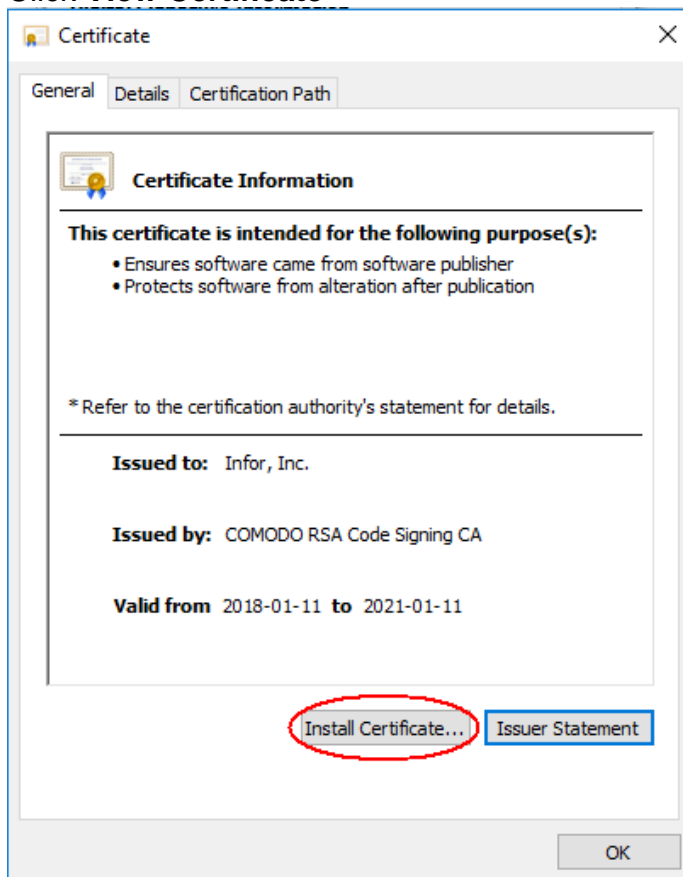 Click View Certificate
Certificate
General Details Certification Path
Certificate Information
This certificate is intended for the following purpose(s):
• Ensures software came from software publisher
• Protects software from alteration after publication
* Refer to the certification authority's statement for details.
Issued to: Infor, Inc.
Issued by: COMODO RSA Code Signing CA
Valid from 2018-01-11 to 2021-01-11
Install Certificate... Issuer Statement
OK